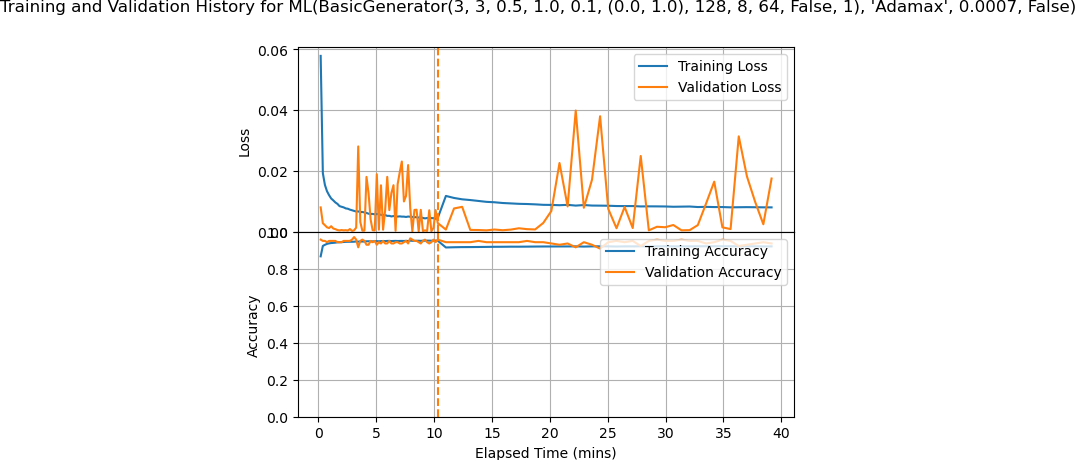 Training and Validation History for ML(BasicGenerator(3, 3, 0.5, 1.0, 0.1, (0.0, 1.0), 128, 8, 64, False, 1), 'Adamax', 0.0007, False)
0.06
0.04
0.02
Loss
Training Loss
Validation Loss
1.0
0.8
0.6
0.4
0.2
0.0
Accuracy
Training Accuracy
Validation Accuracy
0
5
10
15
20
25
30
35
40
Elapsed Time (mins)